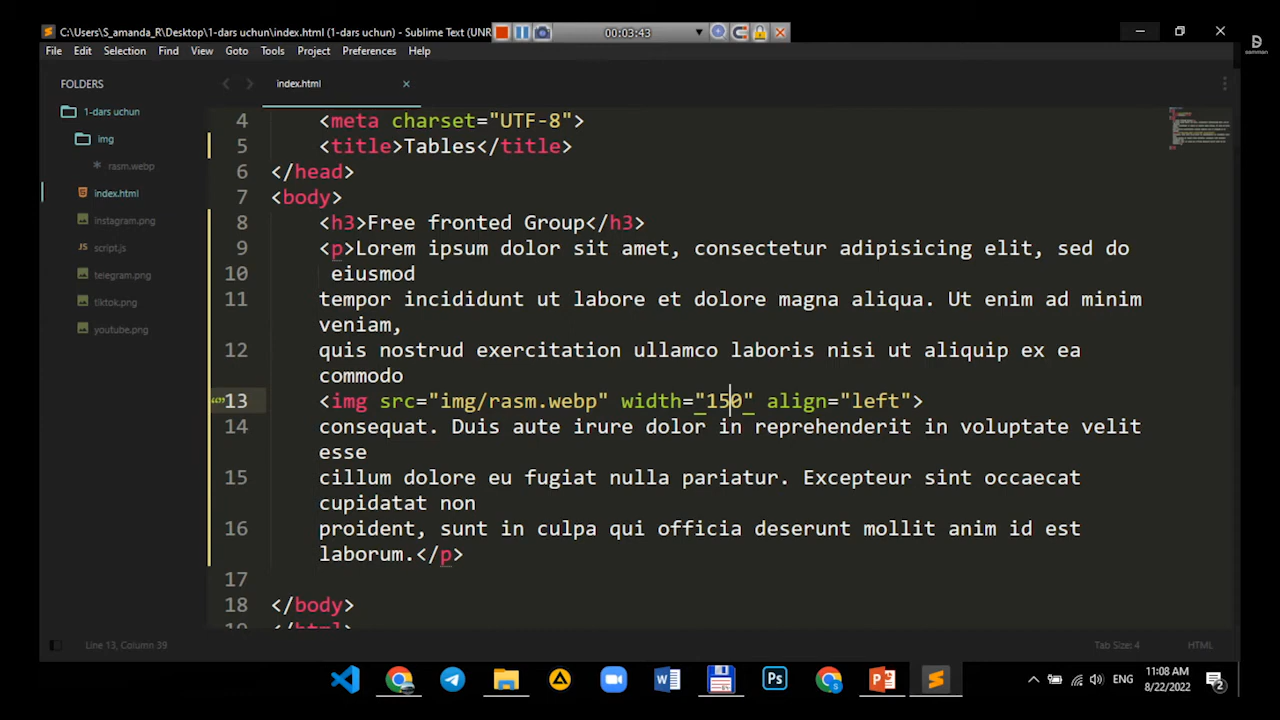 C:\Users\S_amanda_R\Desktop\1-dars uchun\index.html (1-dars uchun) - Sublime Text (UNR
00:03:43
demman
File Edit Selection Find View Goto Tools Project Preferences Help
FOLDERS
1-dars uchun
img
rasm.webp
index.html
instagram.png
script.js
telegram.png
tiktok.png
youtube.png
index.html
4 <meta charset="UTF-8">
5 <title>Tables</title>
6 </head>
7 <body>
8 <h3>Free fronted Group</h3>
9 <p>Lorem ipsum dolor sit amet, consectetur adipisicing elit, sed do
10 eiusmod
11 tempor incididunt ut labore et dolore magna aliqua. Ut enim ad minim
veniam,
12 quis nostrud exercitation ullamco laboris nisi ut aliquip ex ea
commodo
13 <img src="img/rasm.webp" width="150" align="left">
14 consequat. Duis aute irure dolor in reprehenderit in voluptate velit
esse
15 cillum dolore eu fugiat nulla pariatur. Excepteur sint occaecat
cupidatat non
16 proident, sunt in culpa qui officia deserunt mollit anim id est
laborum.</p>
17
18 </body>
19 </html>
Line 13, Column 39
Tab Size: 4
HTML
Ps
ENG
11:08 AM
8/22/2022
2